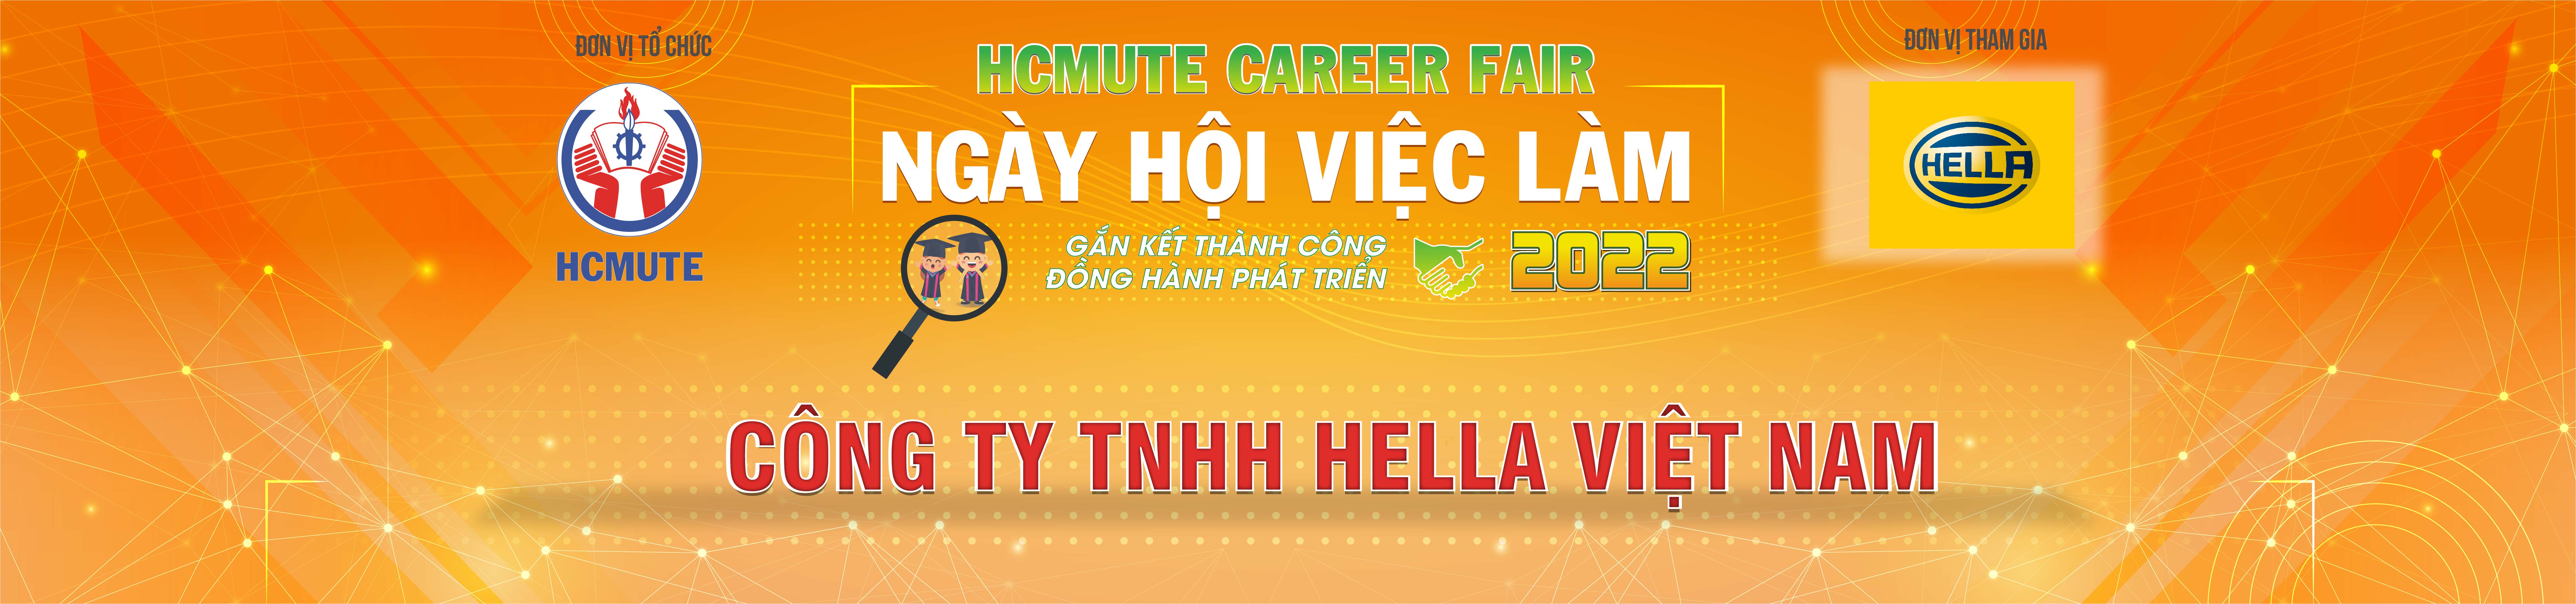 ĐƠN VỊ TỔ CHỨC
HCMUTE
HCMUTE CAREER FAIR
NGÀY HỘI VIỆC LÀM
GẮN KẾT THÀNH CÔNG
ĐỒNG HÀNH PHÁT TRIỂN
2022
ĐƠN VỊ THAM GIA
HELLA
CÔNG TY TNHH HELLA VIỆT NAM